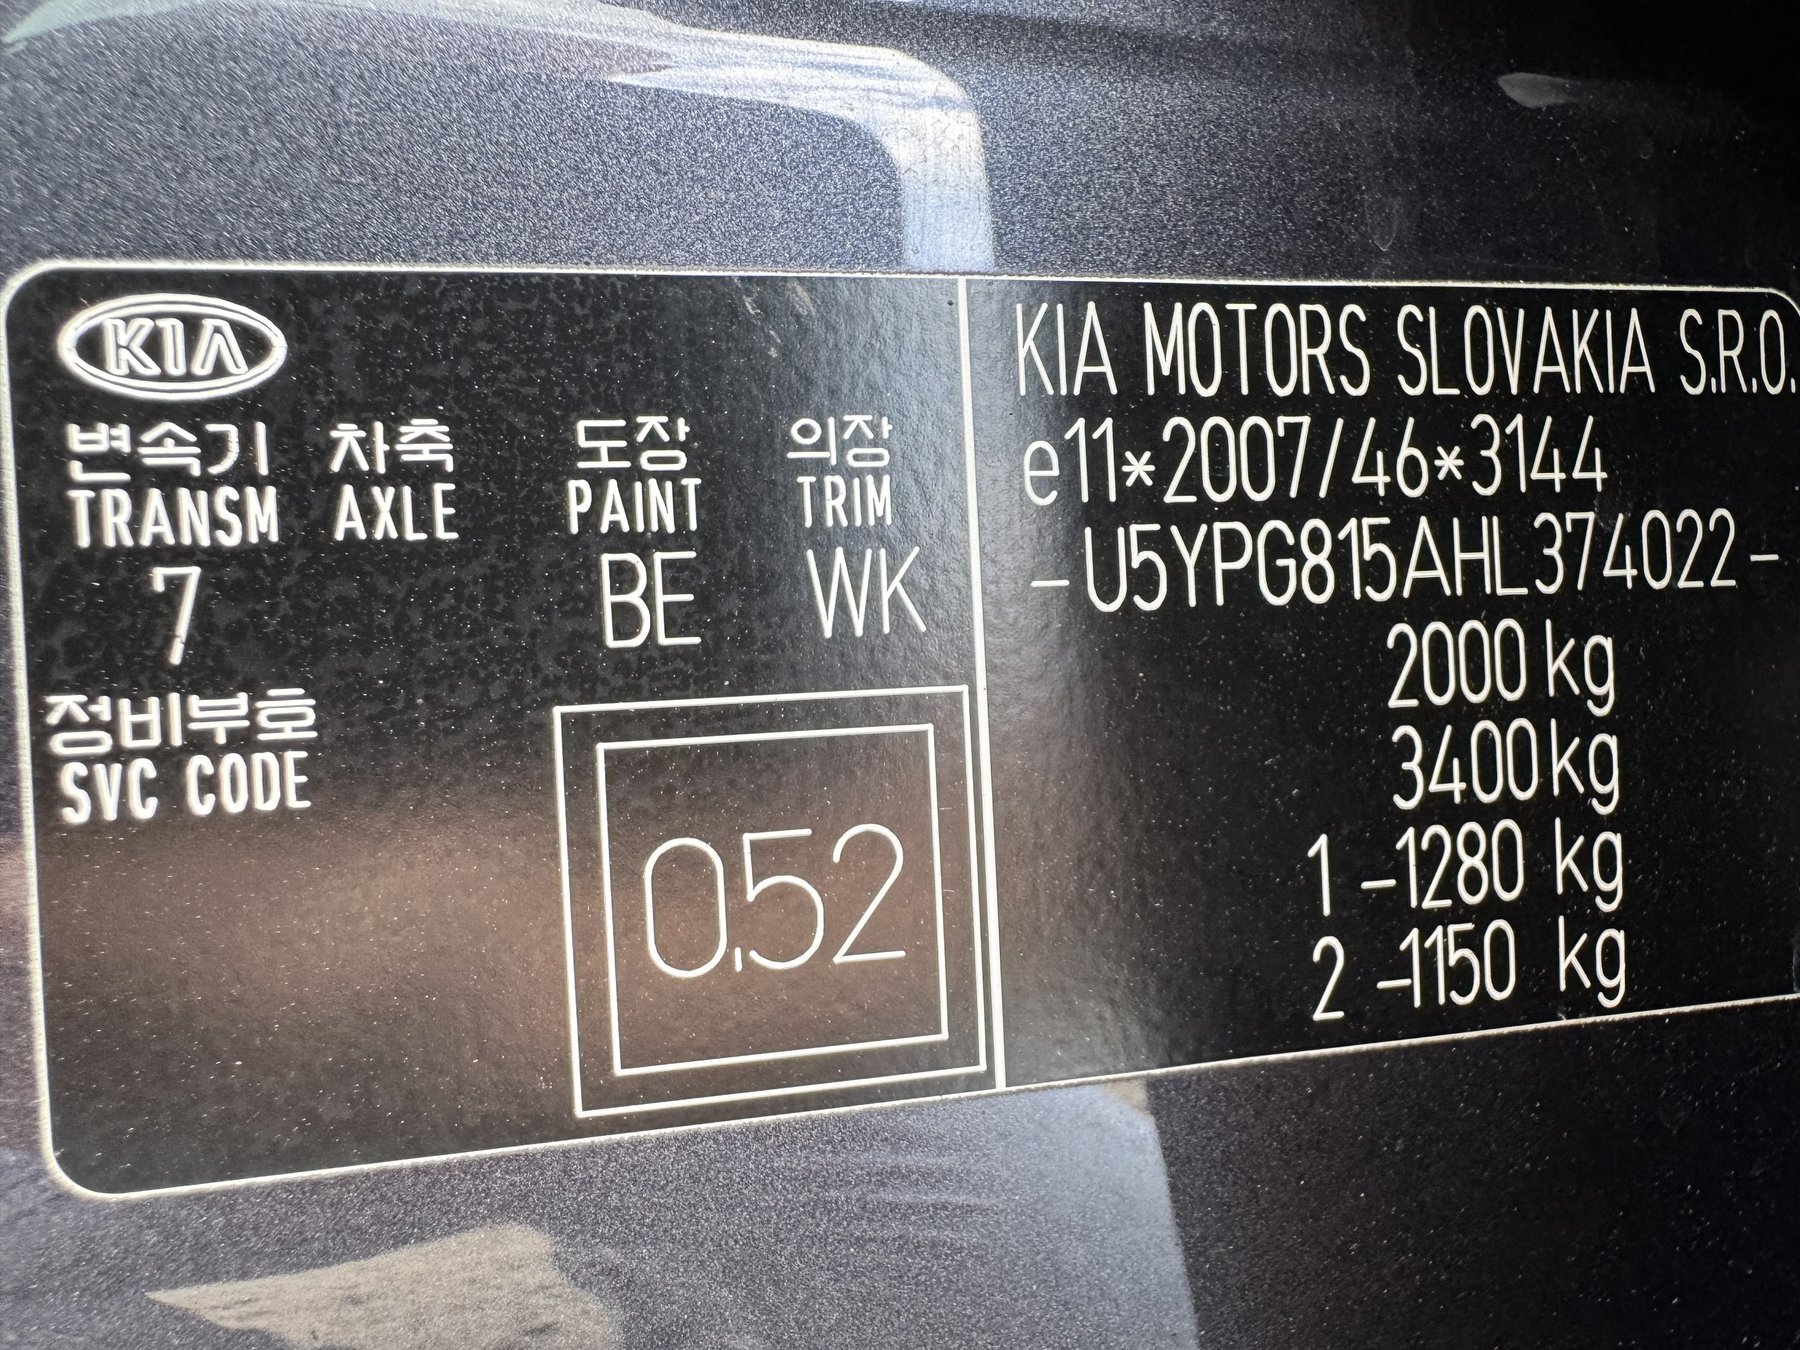 KIA
변속기 차축 도장 의장
TRANSM AXLE PAINT TRIM
7 BE WK
정비부호
SVC CODE
0.52
KIA MOTORS SLOVAKIA S.R.O.
e11*2007/46*3144
-U5YPG815AHL374022-
2000 kg
3400 kg
1 -1280 kg
2 -1150 kg